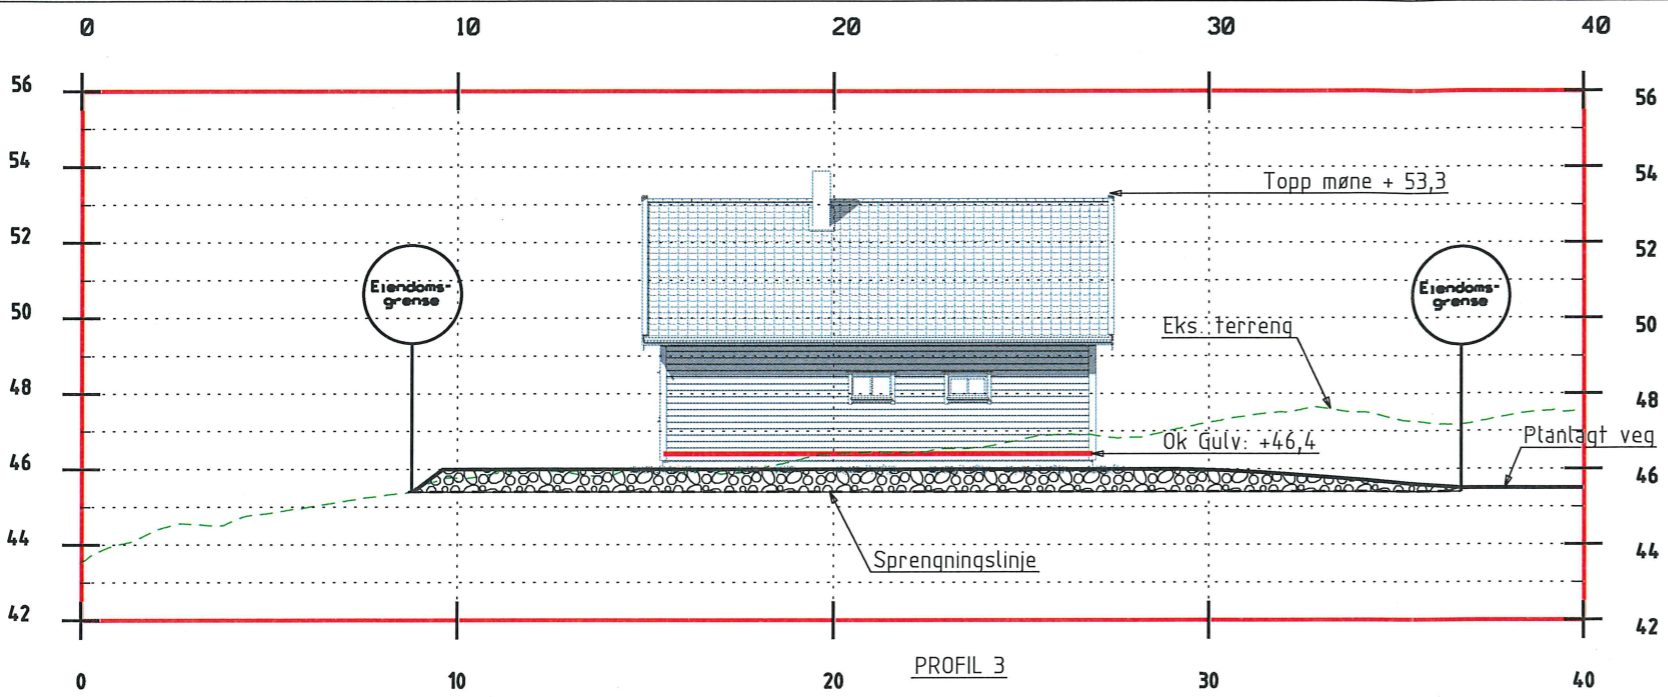 0 10 20 30 40
56 56
54 54
Topp møne + 53,3
52 52
Eiendoms-
grense
Eiendoms-
grense
50 50
Eks. terreng
48 48
Ok Gulv: +46,4
Planlagt veg
46 46
44 44
Sprengningslinje
42 42
PROFIL 3
0 10 20 30 40